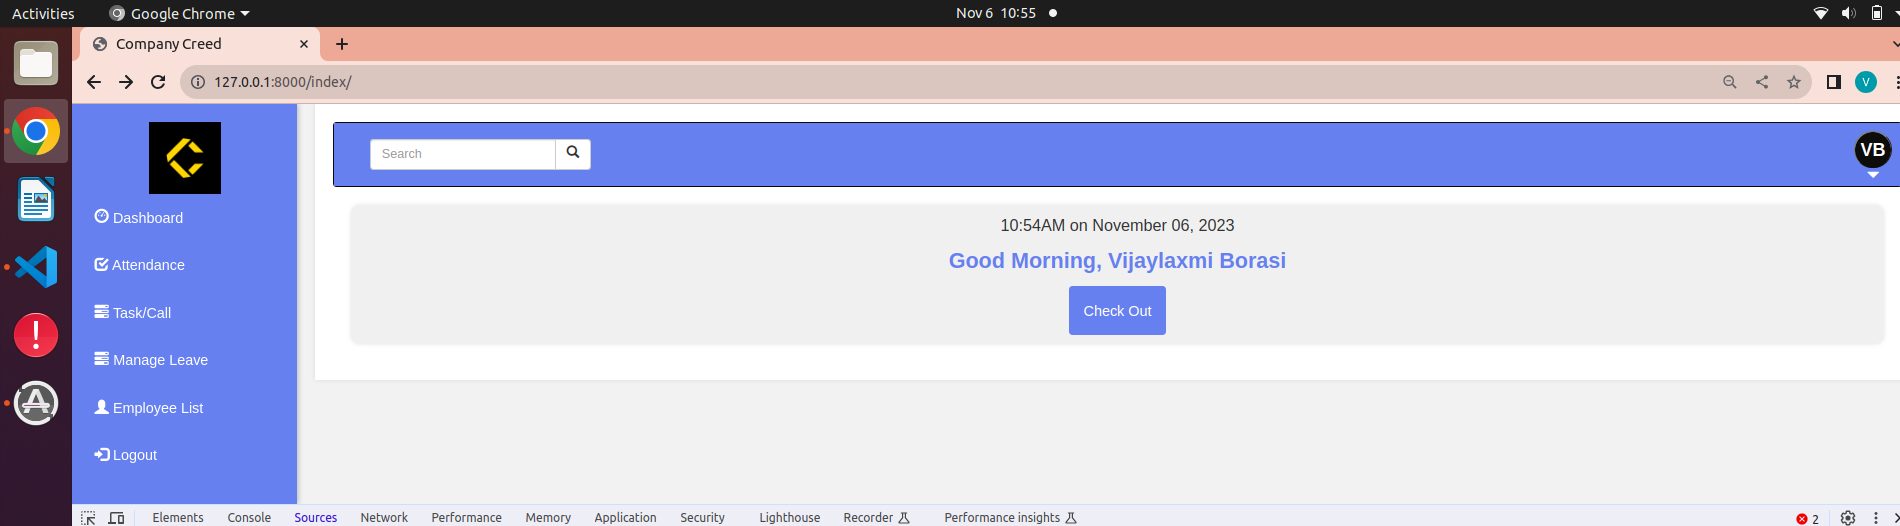 Activities Google Chrome Nov 6 10:55
Company Creed
127.0.0.1:8000/index/ V
Search VB
10:54AM on November 06, 2023
Good Morning, Vijaylaxmi Borasi
Check Out
Dashboard
Attendance
Task/Call
Manage Leave
Employee List
Logout
Elements Console Sources Network Performance Memory Application Security Lighthouse Recorder Performance insights 2